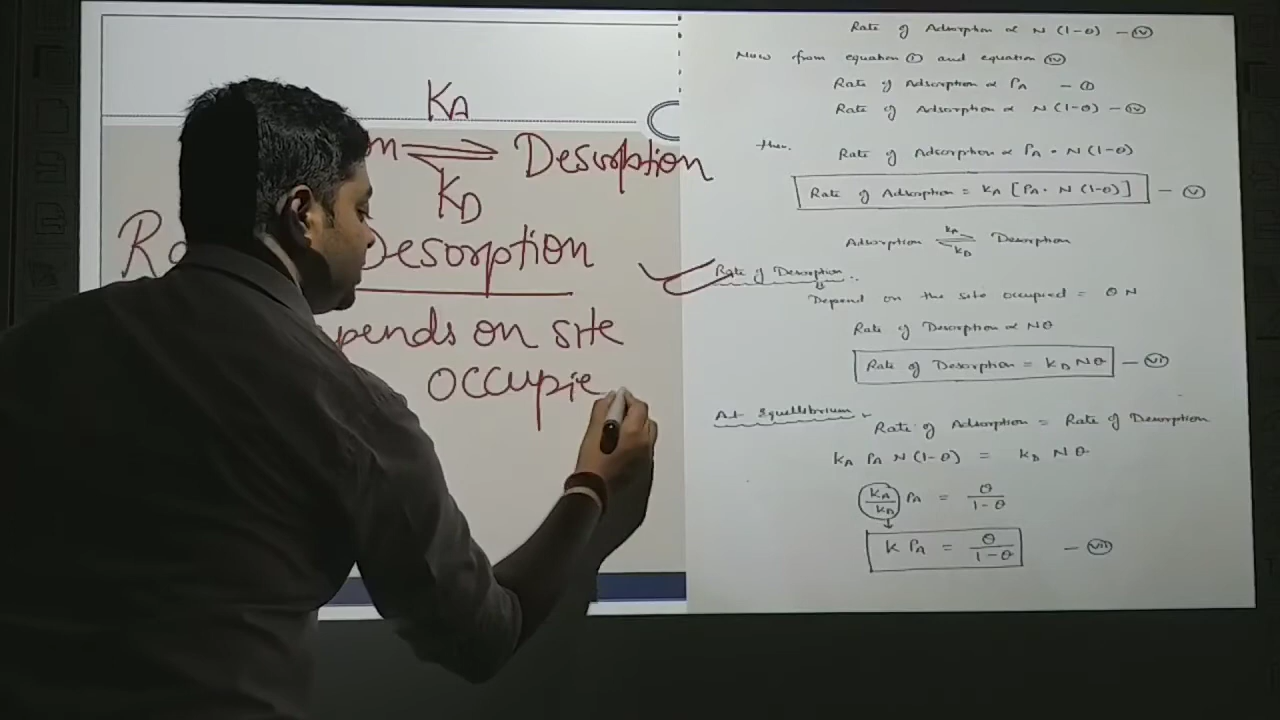 KA
Desorption
KD
Desorption
on site
occupie
Rate of Adsorption ∝ N (1-θ) — (iv)
Now from equation (i) and equation (iv)
Rate of Adsorption ∝ PA — (i)
Rate of Adsorption ∝ N (1-θ) — (iv)
then.
Rate of Adsorption ∝ PA • N (1-θ)
Rate of Adsorption = KA [PA • N (1-θ)] — (v)
Adsorption ⇌ Desorption
KA
KD
Rate of Desorption :.
Depend on the site occupied = θ N
Rate of Desorption ∝ Nθ
Rate of Desorption = KD Nθ — (vi)
At Equilibrium
Rate of Adsorption = Rate of Desorption
KA PA N (1-θ) = KD Nθ
KA/KD PA = θ/1-θ
K PA = θ/1-θ — (vii)